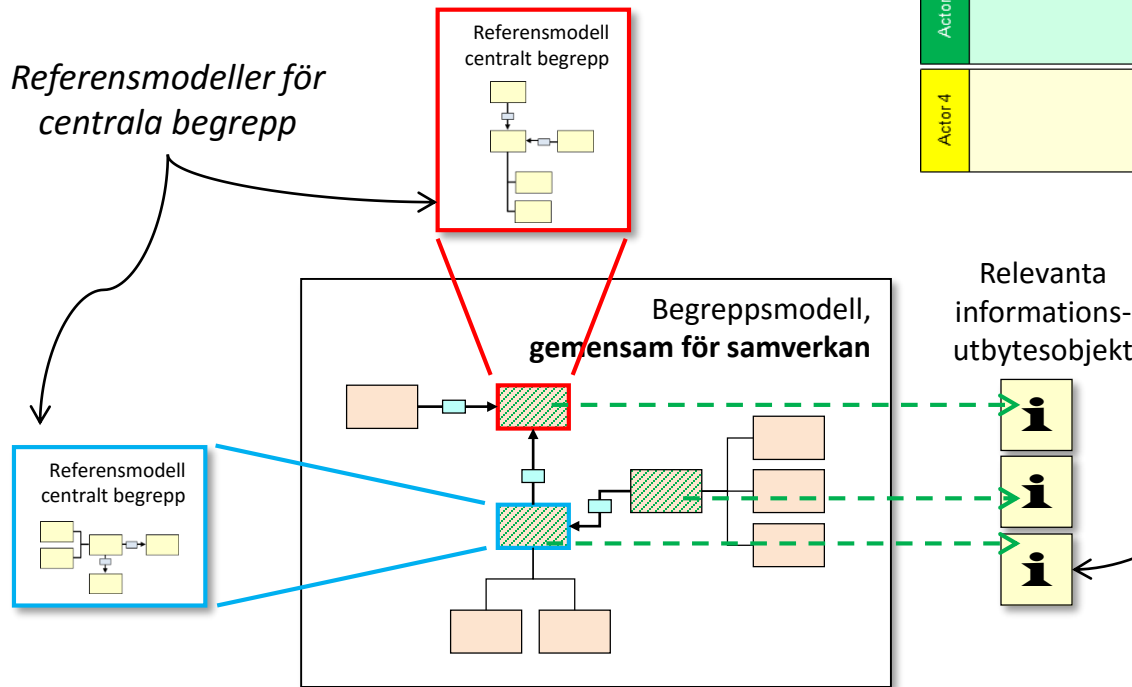 Referensmodeller för
centrala begrepp
Referensmodell
centralt begrepp
Actor
Actor 4
Begreppsmodell,
gemensam för samverkan
Relevanta
informations-
utbytesobjekt
i
i
i
Referensmodell
centralt begrepp